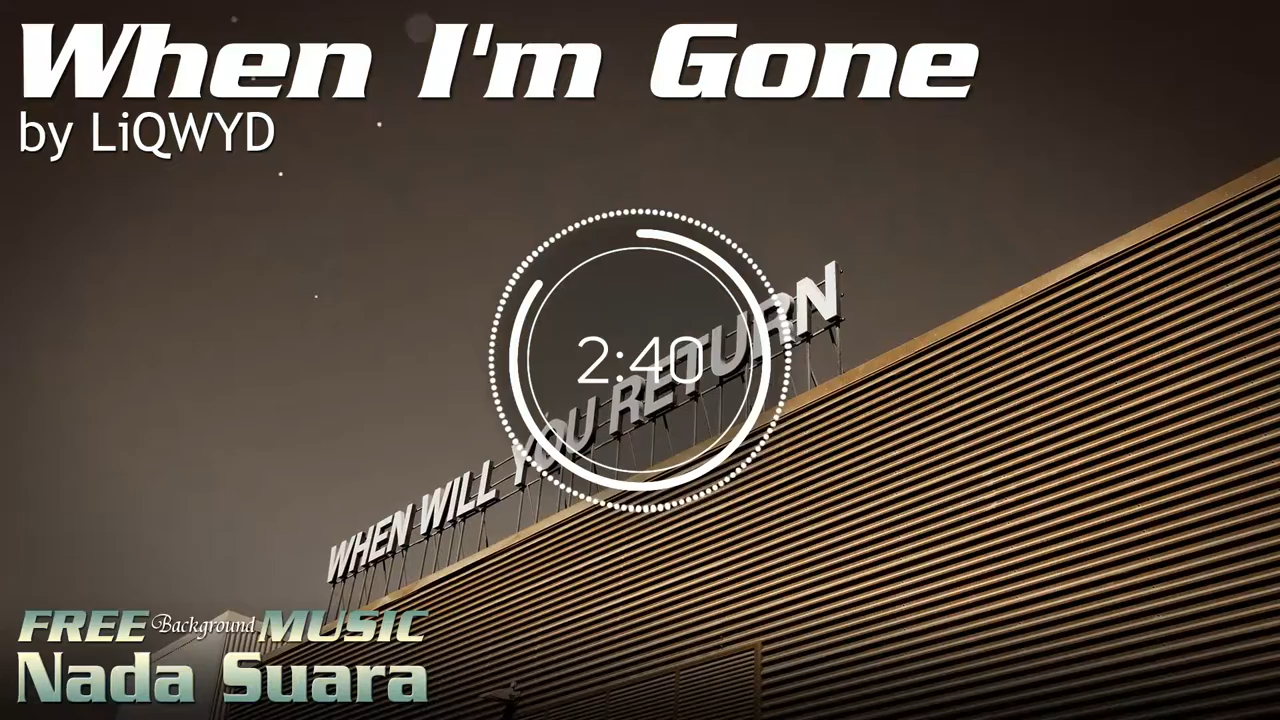 When I'm Gone
by LiQWYD
2:40
WHEN WILL YOU RETURN
FREE Background MUSIC
Nada Suara